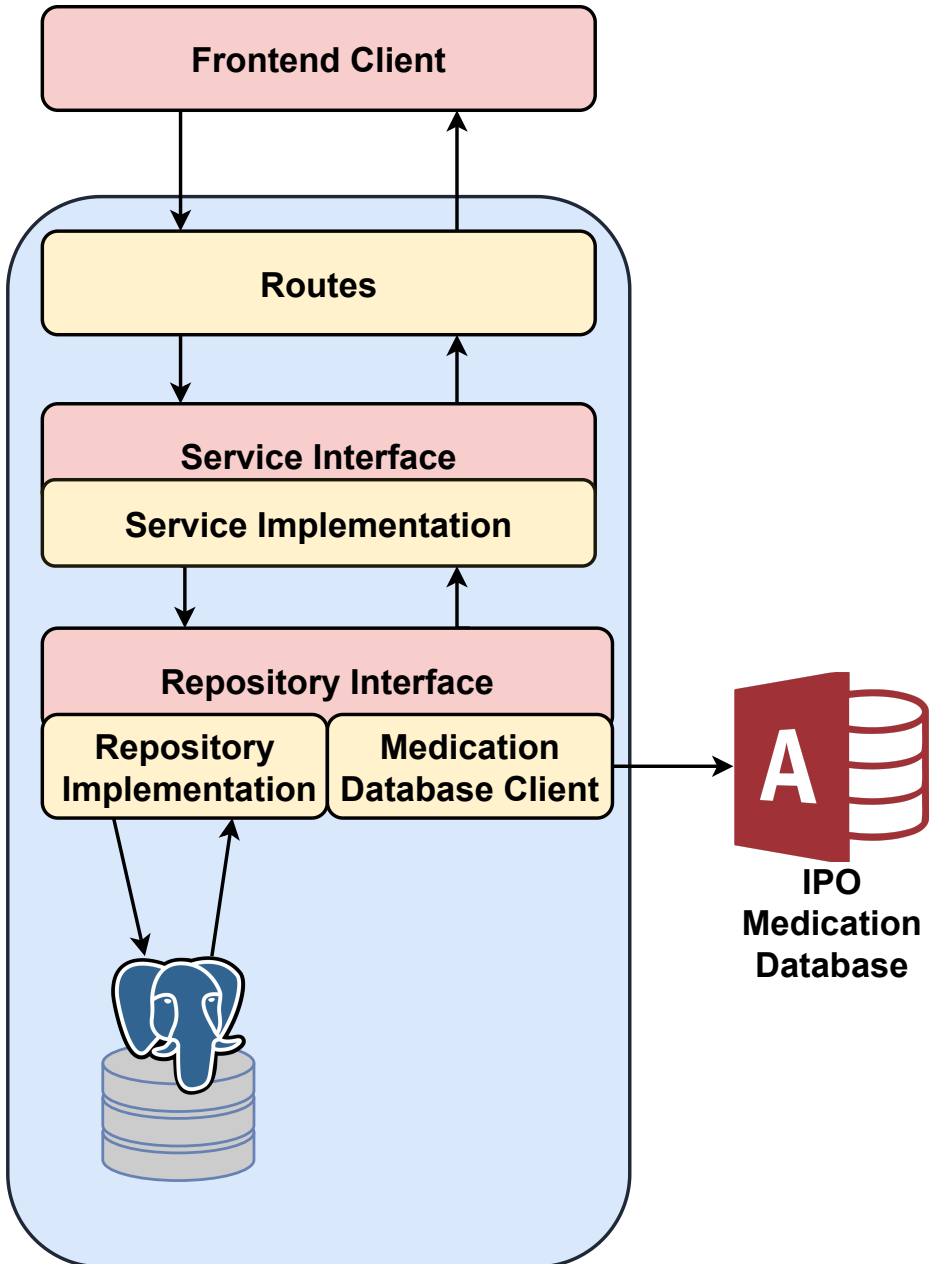 Frontend Client
Routes
Service Interface
Service Implementation
Repository Interface
Repository
Implementation
Medication
Database Client
A
IPO
Medication
Database